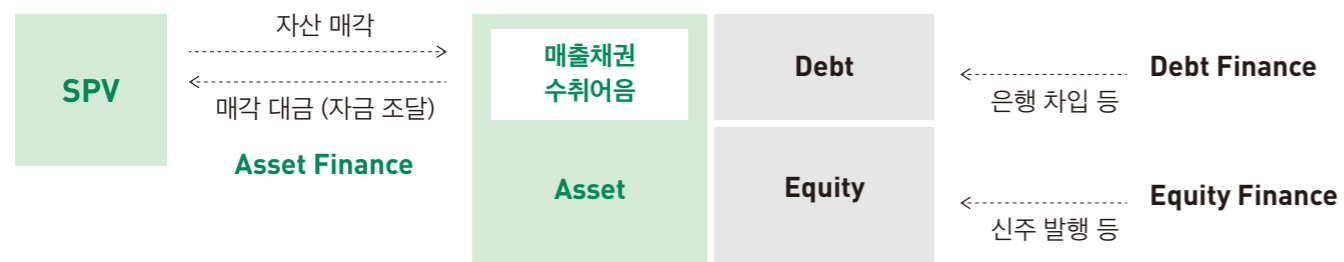 SPV
자산 매각
매각 대금 (자금 조달)
Asset Finance
매출채권
수취어음
Asset
Debt
Equity
Debt Finance
은행 차입 등
Equity Finance
신주 발행 등